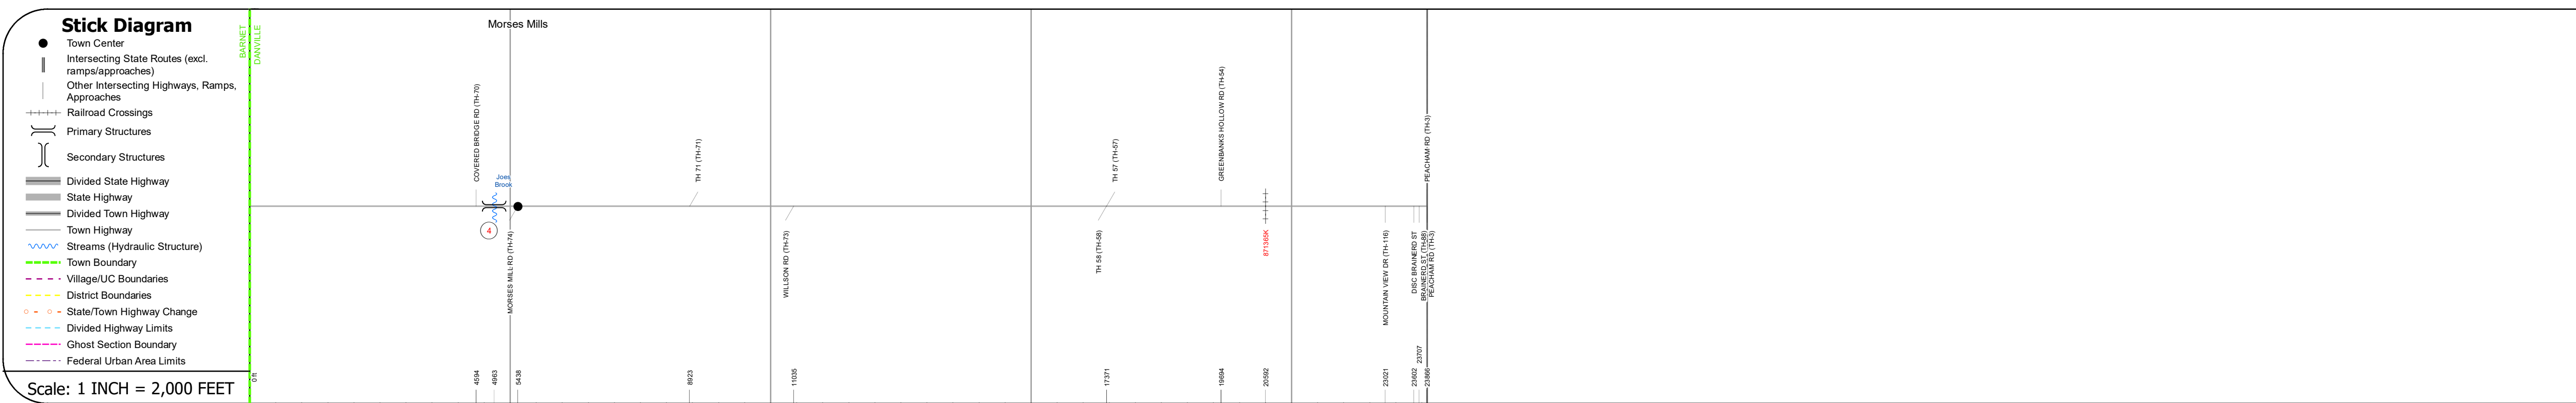 Stick Diagram
Town Center
Intersecting State Routes (excl.
ramps/approaches)
Other Intersecting Highways, Ramps,
Approaches
Railroad Crossings
Primary Structures
Secondary Structures
Divided State Highway
State Highway
Divided Town Highway
Town Highway
Streams (Hydraulic Structure)
Town Boundary
Village/UC Boundaries
District Boundaries
State/Town Highway Change
Divided Highway Limits
Ghost Section Boundary
Federal Urban Area Limits
Scale: 1 INCH = 2,000 FEET
BARNET
DANVILLE
Morses Mills
COVERED BRIDGE RD (TH-70)
Joes
Brook
4
MORSES MILL RD (TH-74)
TH 71 (TH-71)
WILLSON RD (TH-73)
TH 57 (TH-57)
TH 58 (TH-58)
GREENBANKS HOLLOW RD (TH-54)
871365K
MOUNTAIN VIEW DR (TH-116)
DISC BRAINERD ST
BRAINERD ST (TH-88)
PEACHAM RD (TH-3)
PEACHAM RD (TH-3)
0 ft
4594
4963
5438
8923
11035
17371
19694
20592
23021
23602
23707
23866